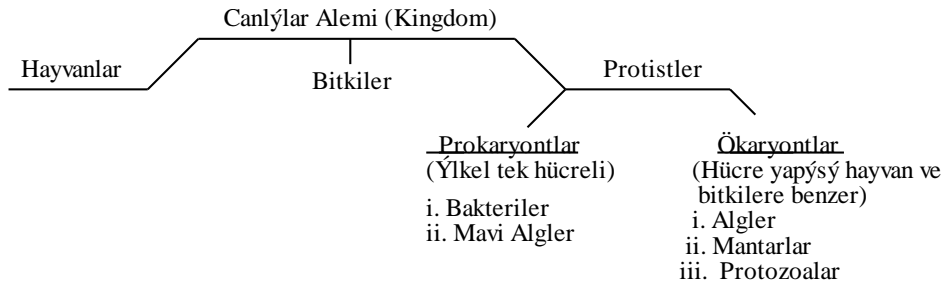 Canlýlar Alemi (Kingdom)
Hayvanlar
Bitkiler
Protistler
Prokaryontlar
(Ýlkel tek hücreli)
i. Bakteriler
ii. Mavi Algler
Ökaryontlar
(Hücre yapýsý hayvan ve
bitkilere benzer)
i. Algler
ii. Mantarlar
iii. Protozoalar